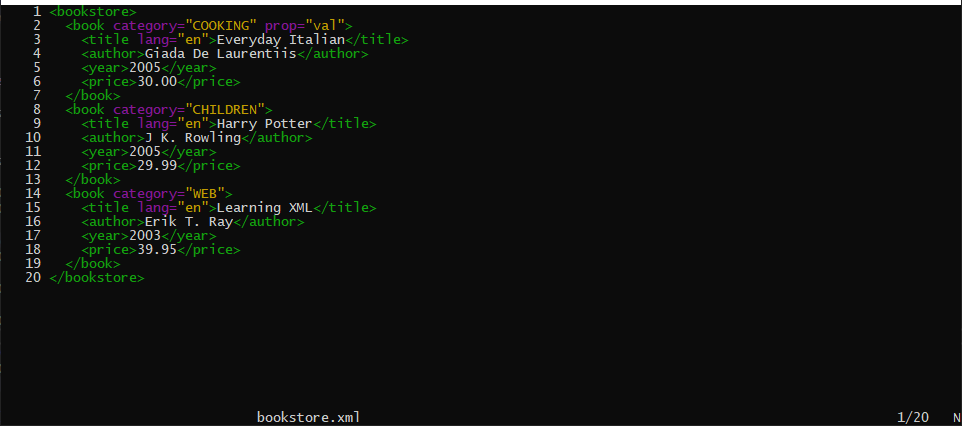 1 <bookstore>
2   <book category="COOKING" prop="val">
3     <title lang="en">Everyday Italian</title>
4     <author>Giada De Laurentiis</author>
5     <year>2005</year>
6     <price>30.00</price>
7   </book>
8   <book category="CHILDREN">
9     <title lang="en">Harry Potter</title>
10     <author>J K. Rowling</author>
11     <year>2005</year>
12     <price>29.99</price>
13   </book>
14   <book category="WEB">
15     <title lang="en">Learning XML</title>
16     <author>Erik T. Ray</author>
17     <year>2003</year>
18     <price>39.95</price>
19   </book>
20 </bookstore>
bookstore.xml 1/20 N